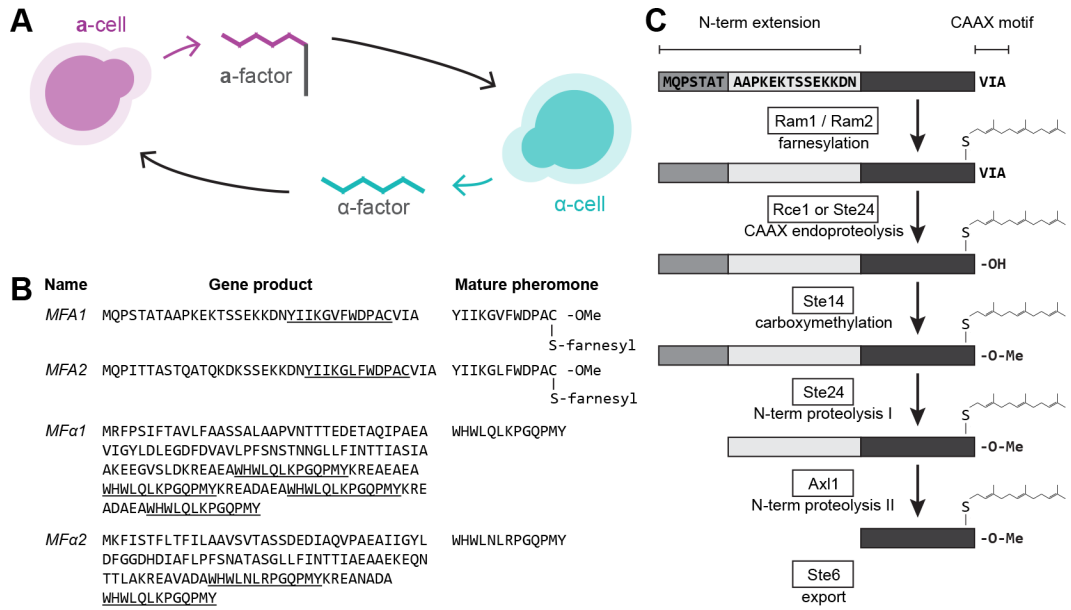 A
a-cell
a-factor
α-factor
α-cell
B
Name Gene product Mature pheromone
MFA1 MQPSTATAAPKEKTSSEKKDNYIIKGVFWDPACVIA YIIKGVFWDPAC -OMe
S-farnesyl
MFA2 MQPITTASTQATQKDKSSEKKDNYIIKGLFWDPACVIA YIIKGLFWDPAC -OMe
S-farnesyl
MFα1 MRFPSIFTAVLFAASSALAAPVNTTTEDETAQIPAEA WHWLQLKPGQPMY
VIGYLDLEGDFDVAVLPFSNSTNNGLLFINTTIASIA
AKEEGVSLDKREAEAWHWLQLKPGQPMYKREAEAEA
WHWLQLKPGQPMYKREADAEAWHWLQLKPGQPMYKRE
ADAEAWHWLQLKPGQPMY
MFα2 MKFISTFLTFILAAVSVTASSDEDIAQVPAEAIIGYL WHWLNLRPGQPMY
DFGGDHDIAFLPFSNATASGLLFINTTIAEAAEKEQN
TTLAKREAVADAWHWLNLRPGQPMYKREANADA
WHWLQLKPGQPMY
C
N-term extension CAAX motif
MQPSTAT AAPKEKTSSEKKDN VIA
Ram1 / Ram2
farnesylation
S
VIA
Rce1 or Ste24
CAAX endoproteolysis
S
-OH
Ste14
carboxymethylation
S
-O-Me
Ste24
N-term proteolysis I
S
-O-Me
Axl1
N-term proteolysis II
S
-O-Me
Ste6
export